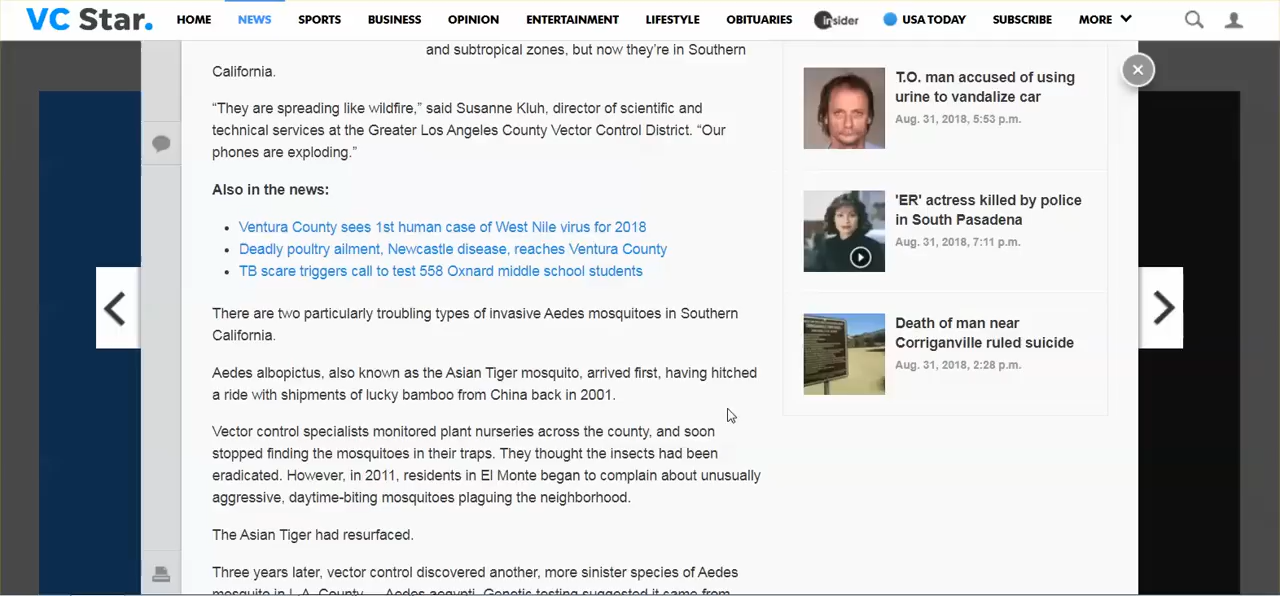 VC Star.
HOME NEWS SPORTS BUSINESS OPINION ENTERTAINMENT LIFESTYLE OBITUARIES insider USA TODAY SUBSCRIBE MORE
and subtropical zones, but now they’re in Southern
California.
“They are spreading like wildfire,” said Susanne Kluh, director of scientific and
technical services at the Greater Los Angeles County Vector Control District. “Our
phones are exploding.”
Also in the news:
• Ventura County sees 1st human case of West Nile virus for 2018
• Deadly poultry ailment, Newcastle disease, reaches Ventura County
• TB scare triggers call to test 558 Oxnard middle school students
There are two particularly troubling types of invasive Aedes mosquitoes in Southern
California.
Aedes albopictus, also known as the Asian Tiger mosquito, arrived first, having hitched
a ride with shipments of lucky bamboo from China back in 2001.
Vector control specialists monitored plant nurseries across the county, and soon
stopped finding the mosquitoes in their traps. They thought the insects had been
eradicated. However, in 2011, residents in El Monte began to complain about unusually
aggressive, daytime-biting mosquitoes plaguing the neighborhood.
The Asian Tiger had resurfaced.
Three years later, vector control discovered another, more sinister species of Aedes
mosquito in L.A. County — Aedes aegypti. Genetic testing suggested it came from
T.O. man accused of using
urine to vandalize car
Aug. 31, 2018, 5:53 p.m.
'ER' actress killed by police
in South Pasadena
Aug. 31, 2018, 7:11 p.m.
Death of man near
Corriganville ruled suicide
Aug. 31, 2018, 2:28 p.m.